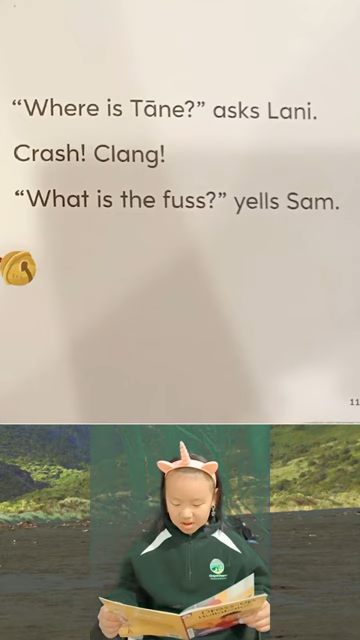 “Where is Tāne?” asks Lani.
Crash! Clang!
“What is the fuss?” yells Sam.
11